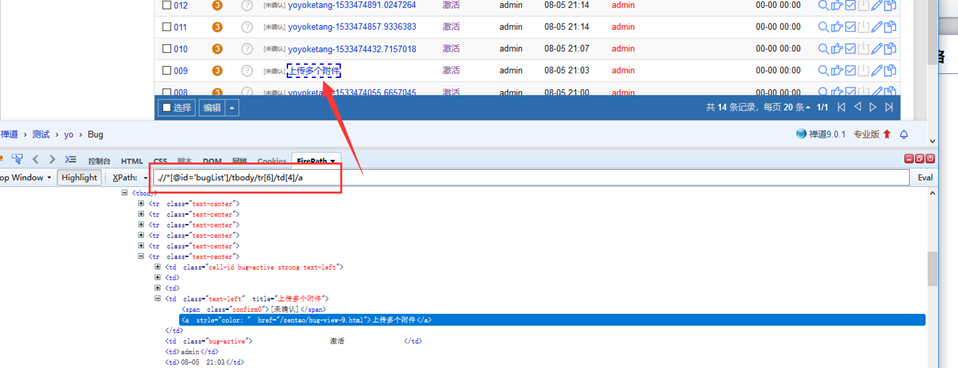 012 3 ? [未确认] yoyoketang-1533474891.0247264 激活 admin 08-05 21:14 admin 00-00 00:00
011 3 ? [未确认] yoyoketang-1533474857.9336383 激活 admin 08-05 21:14 admin 00-00 00:00
010 3 ? [未确认] yoyoketang-1533474432.7157018 激活 admin 08-05 21:07 admin 00-00 00:00
009 3 ? [未确认] 上传多个附件 激活 admin 08-05 21:03 admin 00-00 00:00
008 3 ? [未确认] yoyoketang-1533474055.6657045 激活 admin 08-05 21:00 admin 00-00 00:00
选择 编辑 共 14 条记录，每页 20 条 1/1
禅道 测试 yo Bug 禅道9.0.1 专业版
控制台 HTML CSS 脚本 DOM 网络 Cookies FirePath
op Window Highlight XPath: .//*[@id='bugList']/tbody/tr[6]/td[4]/a Eval
<tbody>
<tr class="text-center">
<tr class="text-center">
<tr class="text-center">
<tr class="text-center">
<tr class="text-center">
<tr class="text-center">
<td class="cell-id bug-active strong text-left">
<td>
<td>
<td class="text-left" title="上传多个附件">
<span class="confirm0">[未确认]</span>
<a style="color: " href="/zentao/bug-view-9.html">上传多个附件</a>
</td>
<td class="bug-active"> 激活 </td>
<td>admin</td>
<td>08-05 21:03</td>